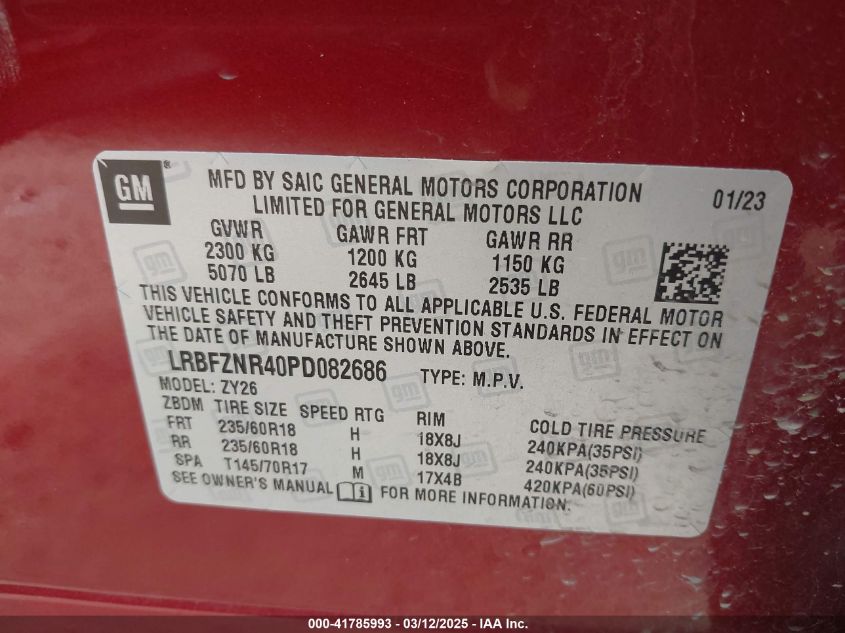 GM ®
MFD BY SAIC GENERAL MOTORS CORPORATION 01/23
LIMITED FOR GENERAL MOTORS LLC
GVWR GAWR FRT GAWR RR
2300 KG 1200 KG 1150 KG
5070 LB 2645 LB 2535 LB
THIS VEHICLE CONFORMS TO ALL APPLICABLE U.S. FEDERAL MOTOR
VEHICLE SAFETY AND THEFT PREVENTION STANDARDS IN EFFECT ON
THE DATE OF MANUFACTURE SHOWN ABOVE.
LRBFZNR40PD082686 TYPE: M.P.V.
MODEL: ZY26
ZBDM TIRE SIZE SPEED RTG RIM COLD TIRE PRESSURE
FRT 235/60R18 H 18X8J 240KPA(35PSI)
RR 235/60R18 H 18X8J 240KPA(35PSI)
SPA T145/70R17 M 17X4B 420KPA(60PSI)
SEE OWNER'S MANUAL i FOR MORE INFORMATION.
000-41785993 - 03/12/2025 - IAA Inc.